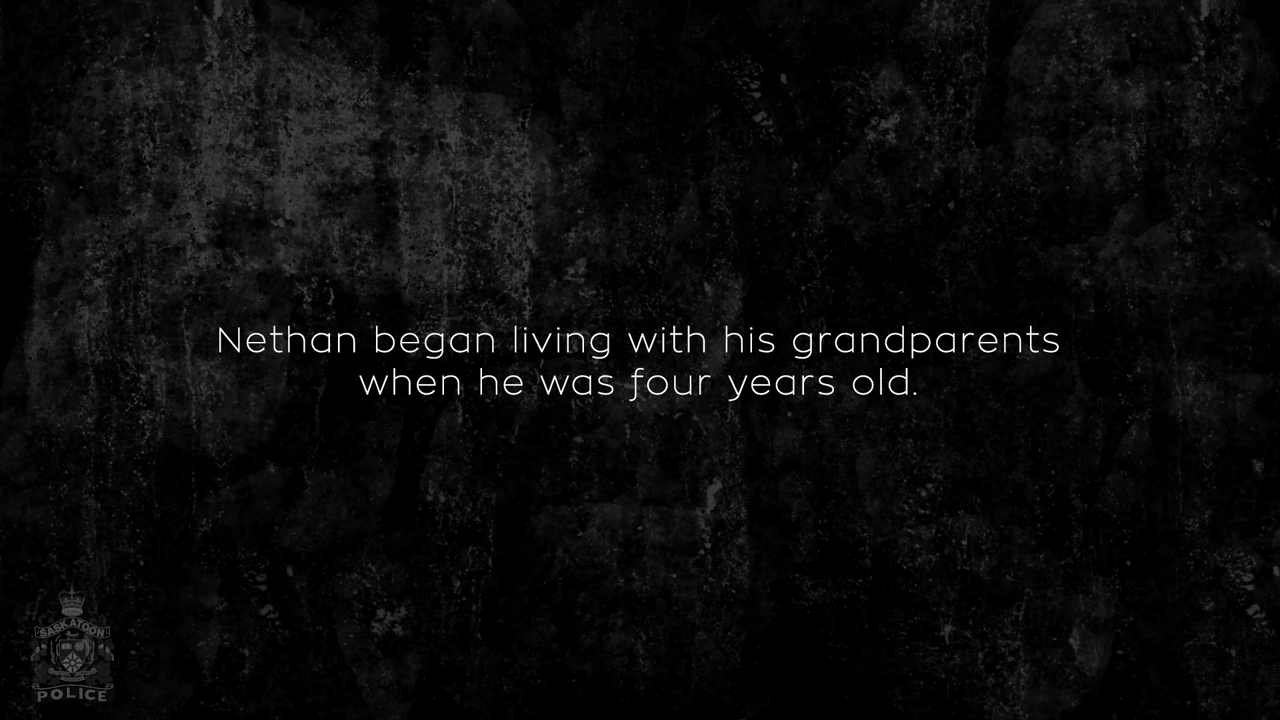 Nethan began living with his grandparents
when he was four years old.
SASKATOON
POLICE